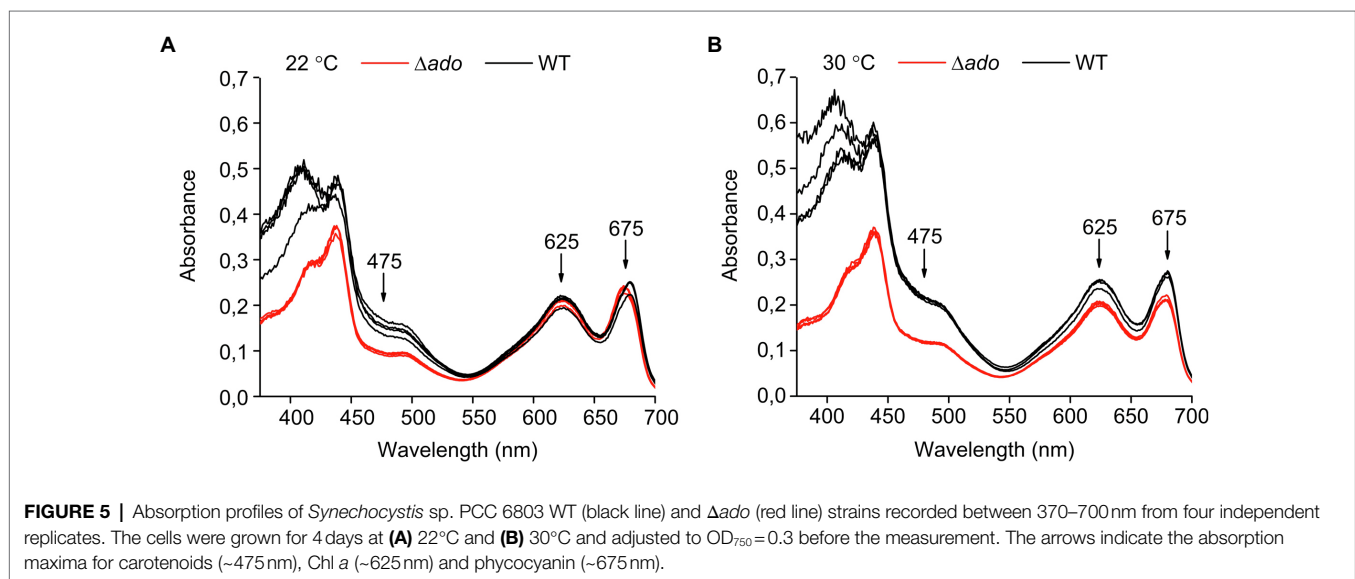 A
22 °C Δado WT
0,7
0,6
0,5
0,4
0,3
0,2
0,1
0,0
Absorbance
475
625
675
400 450 500 550 600 650 700
Wavelength (nm)
B
30 °C Δado WT
0,7
0,6
0,5
0,4
0,3
0,2
0,1
0,0
Absorbance
475
625
675
400 450 500 550 600 650 700
Wavelength (nm)
FIGURE 5 | Absorption profiles of Synechocystis sp. PCC 6803 WT (black line) and Δado (red line) strains recorded between 370–700 nm from four independent
replicates. The cells were grown for 4 days at (A) 22°C and (B) 30°C and adjusted to OD₇₅₀ = 0.3 before the measurement. The arrows indicate the absorption
maxima for carotenoids (~475 nm), Chl a (~625 nm) and phycocyanin (~675 nm).